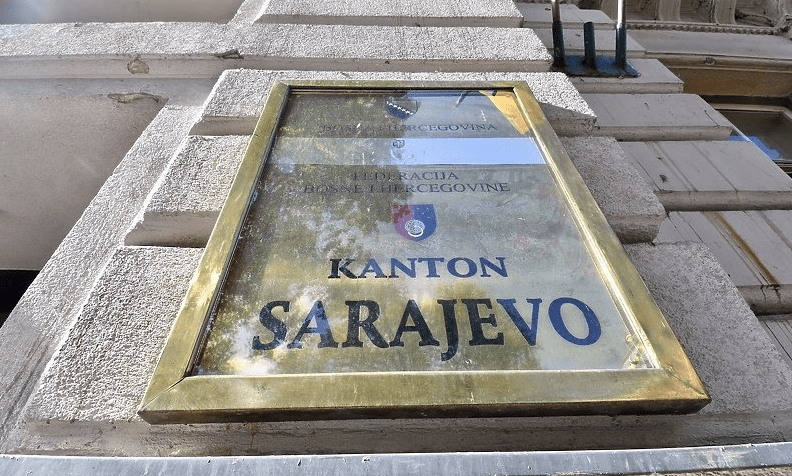 BOSNA I HERCEGOVINA
FEDERACIJA
BOSNE I HERCEGOVINE
KANTON
SARAJEVO